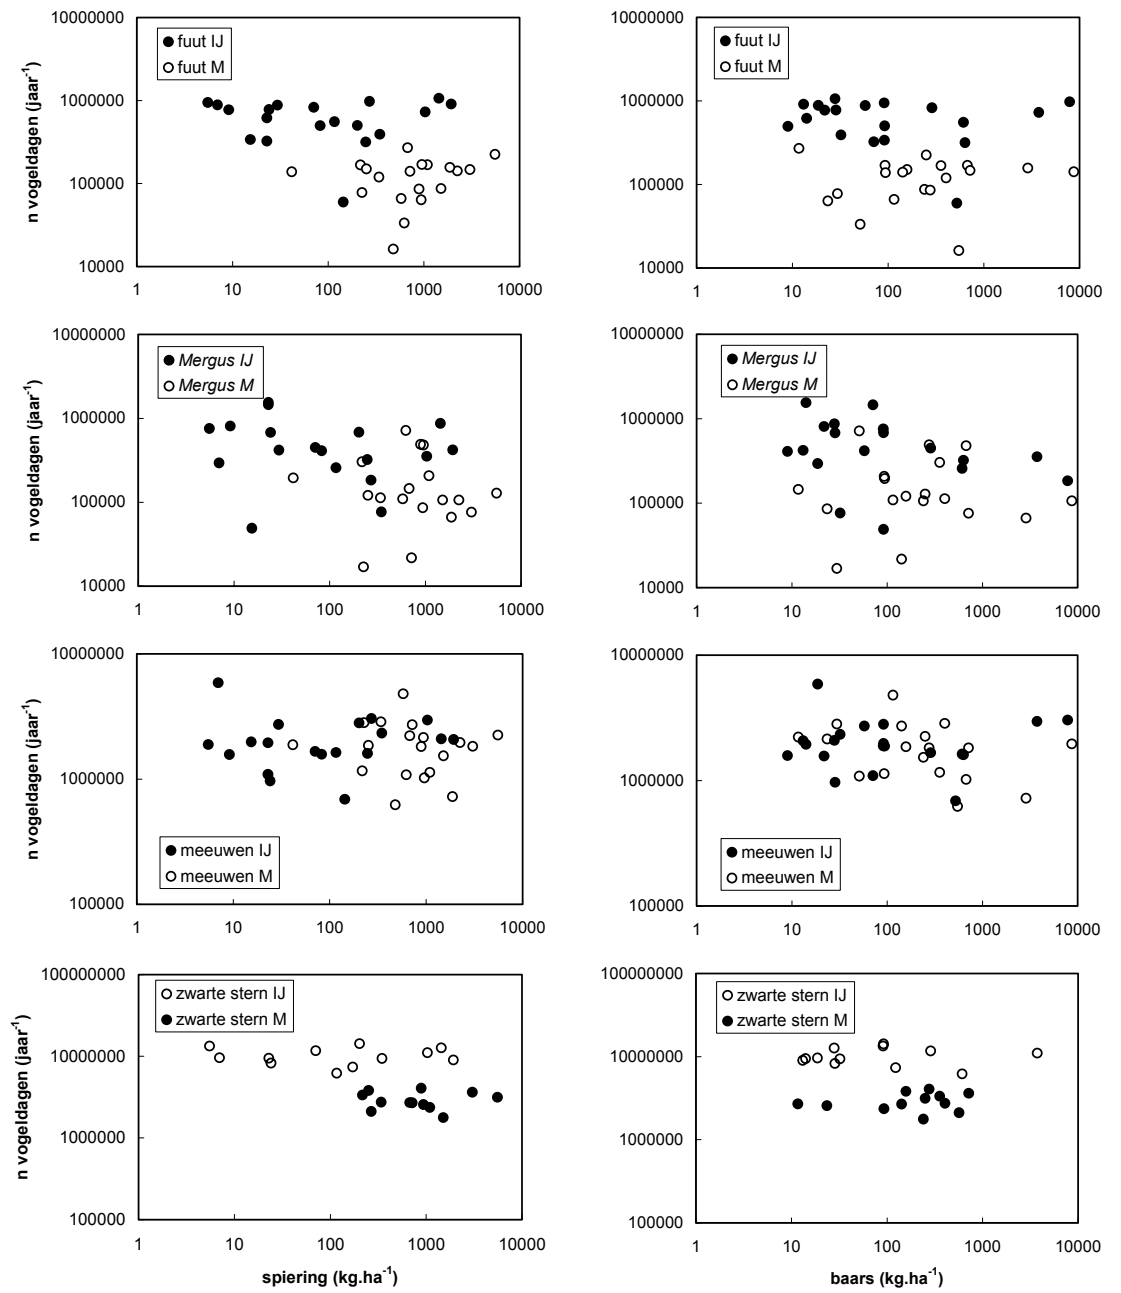 10000000
1000000
100000
10000
n vogeldagen (jaar⁻¹)
fuut IJ
fuut M
1 10 100 1000 10000
10000000
1000000
100000
10000
fuut IJ
fuut M
1 10 100 1000 10000
10000000
1000000
100000
10000
n vogeldagen (jaar⁻¹)
Mergus IJ
Mergus M
1 10 100 1000 10000
10000000
1000000
100000
10000
Mergus IJ
Mergus M
1 10 100 1000 10000
10000000
1000000
100000
n vogeldagen (jaar⁻¹)
meeuwen IJ
meeuwen M
1 10 100 1000 10000
10000000
1000000
100000
meeuwen IJ
meeuwen M
1 10 100 1000 10000
100000000
10000000
1000000
100000
n vogeldagen (jaar⁻¹)
zwarte stern IJ
zwarte stern M
1 10 100 1000 10000
spiering (kg.ha⁻¹)
100000000
10000000
1000000
100000
zwarte stern IJ
zwarte stern M
1 10 100 1000 10000
baars (kg.ha⁻¹)